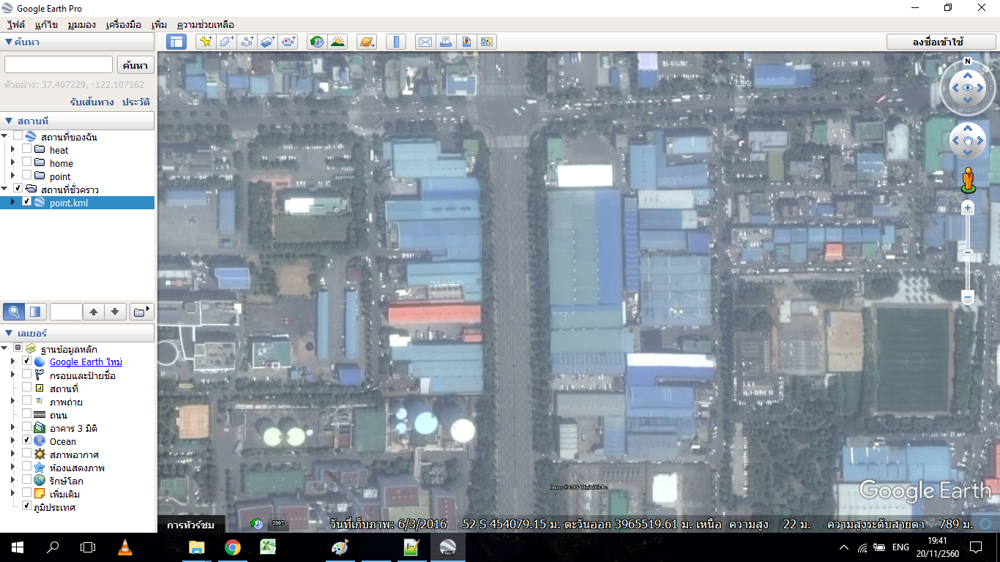 Google Earth Pro
ไฟล์ แก้ไข มุมมอง เครื่องมือ เพิ่ม ความช่วยเหลือ
ค้นหา
ลงชื่อเข้าใช้
ค้นหา
ตัวอย่าง: 37.407229, -122.107162
รับเส้นทาง ประวัติ
สถานที่
สถานที่ของฉัน
heat
home
point
สถานที่ชั่วคราว
point.kml
เลเยอร์
ฐานข้อมูลหลัก
Google Earth ใหม่
กรอบและป้ายชื่อ
สถานที่
ภาพถ่าย
ถนน
อาคาร 3 มิติ
Ocean
สภาพอากาศ
ห้องแสดงภาพ
รักษ์โลก
เพิ่มเติม
ภูมิประเทศ
N
Google Earth
การทัวร์ชม
2007
วันที่เก็บภาพ: 6/3/2016 52 S 454079.15 ม. ตะวันออก 3965519.61 ม. เหนือ ความสูง 22 ม. ความสูงระดับสายตา 789 ม.
Pro
ENG
19:41
20/11/2560